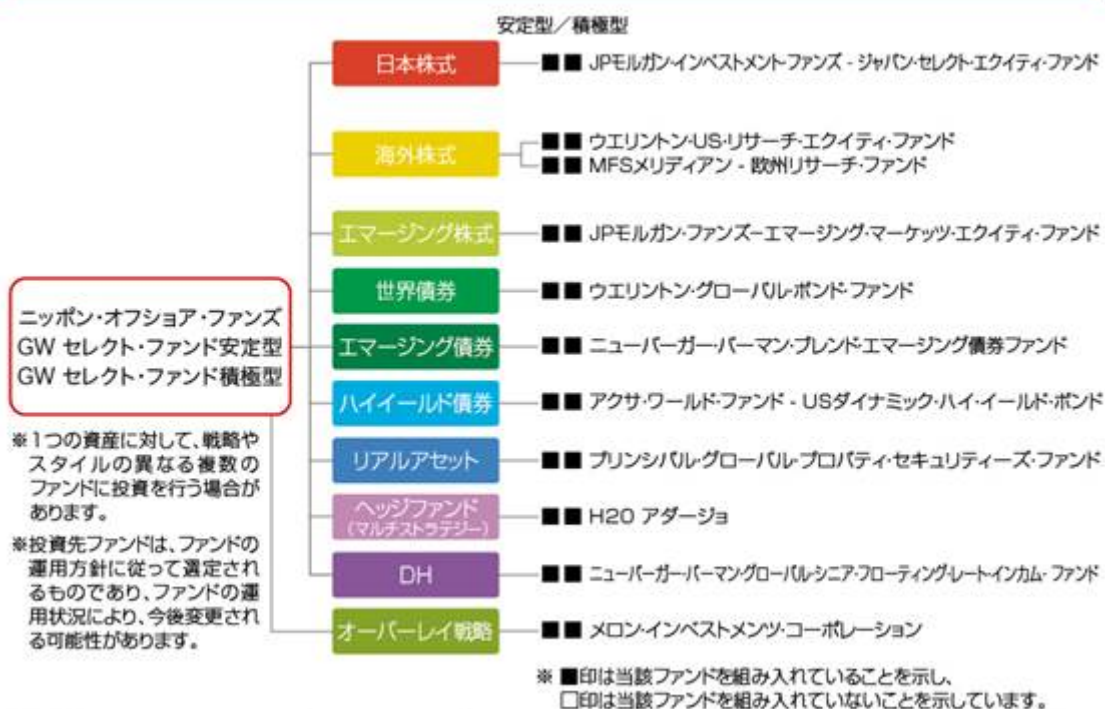 安定型／積極型
日本株式
■■ JPモルガン・インベストメント・ファンズ - ジャパン・セレクト・エクイティ・ファンド
海外株式
■■ ウエリントン・US・リサーチ・エクイティ・ファンド
■■ MFSメリディアン - 欧州リサーチ・ファンド
エマージング株式
■■ JPモルガン・ファンズ−エマージング・マーケッツ・エクイティ・ファンド
世界債券
■■ ウエリントン・グローバル・ボンド・ファンド
ニッポン・オフショア・ファンズ
GW セレクト・ファンド安定型
GW セレクト・ファンド積極型
エマージング債券
■■ ニューバーガー・バーマン・ブレンド・エマージング債券ファンド
ハイイールド債券
■■ アクサ・ワールド・ファンド - USダイナミック・ハイ・イールド・ボンド
リアルアセット
■■ プリンシパル・グローバル・プロパティ・セキュリティーズ・ファンド
ヘッジファンド
（マルチストラテジー）
■■ H2O アダージョ
DH
■■ ニューバーガー・バーマン・グローバル・シニア・フローティング・レート・インカム・ファンド
オーバーレイ戦略
■■ メロン・インベストメンツ・コーポレーション
※1つの資産に対して、戦略や
スタイルの異なる複数の
ファンドに投資を行う場合が
あります。
※投資先ファンドは、ファンドの
運用方針に従って選定され
るものであり、ファンドの運
用状況により、今後変更され
る可能性があります。
※ ■印は当該ファンドを組み入れていることを示し、
□印は当該ファンドを組み入れていないことを示しています。